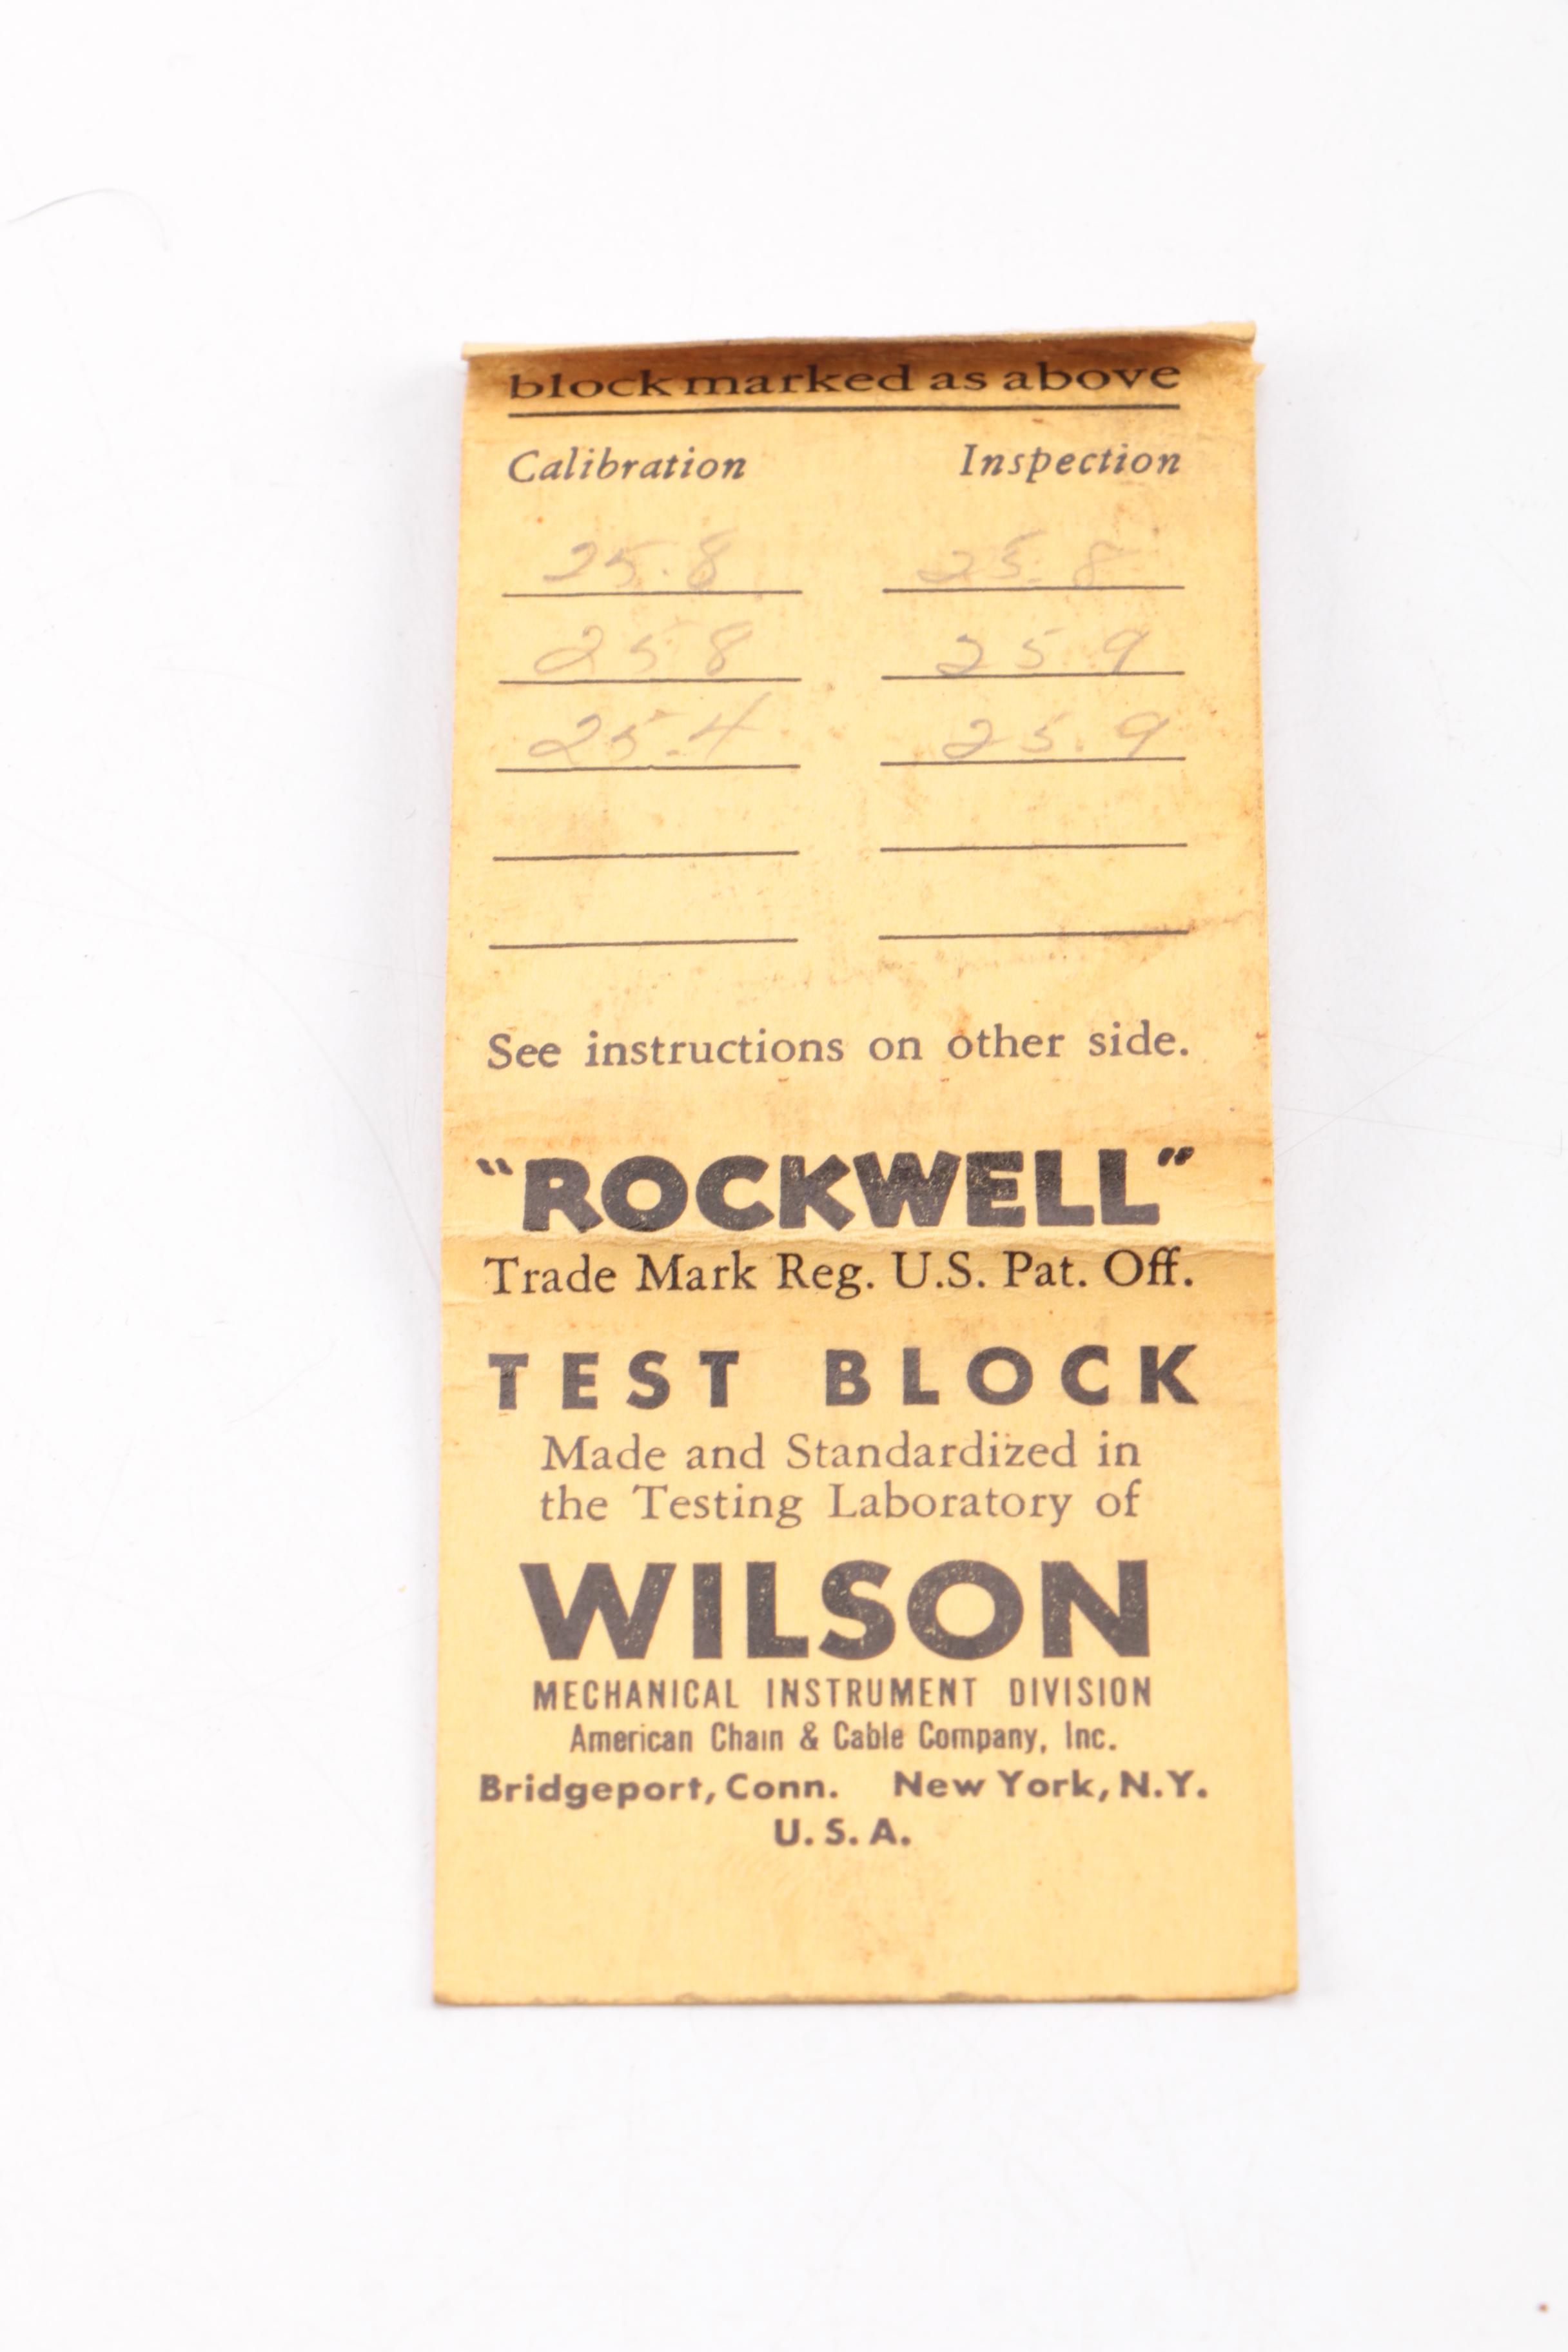 block marked as above
Calibration Inspection
25.8 25.8
25 8 25.9
25.4 25.9
See instructions on other side.
"ROCKWELL"
Trade Mark Reg. U.S. Pat. Off.
TEST BLOCK
Made and Standardized in
the Testing Laboratory of
WILSON
MECHANICAL INSTRUMENT DIVISION
American Chain & Cable Company, Inc.
Bridgeport, Conn. New York, N.Y.
U. S. A.